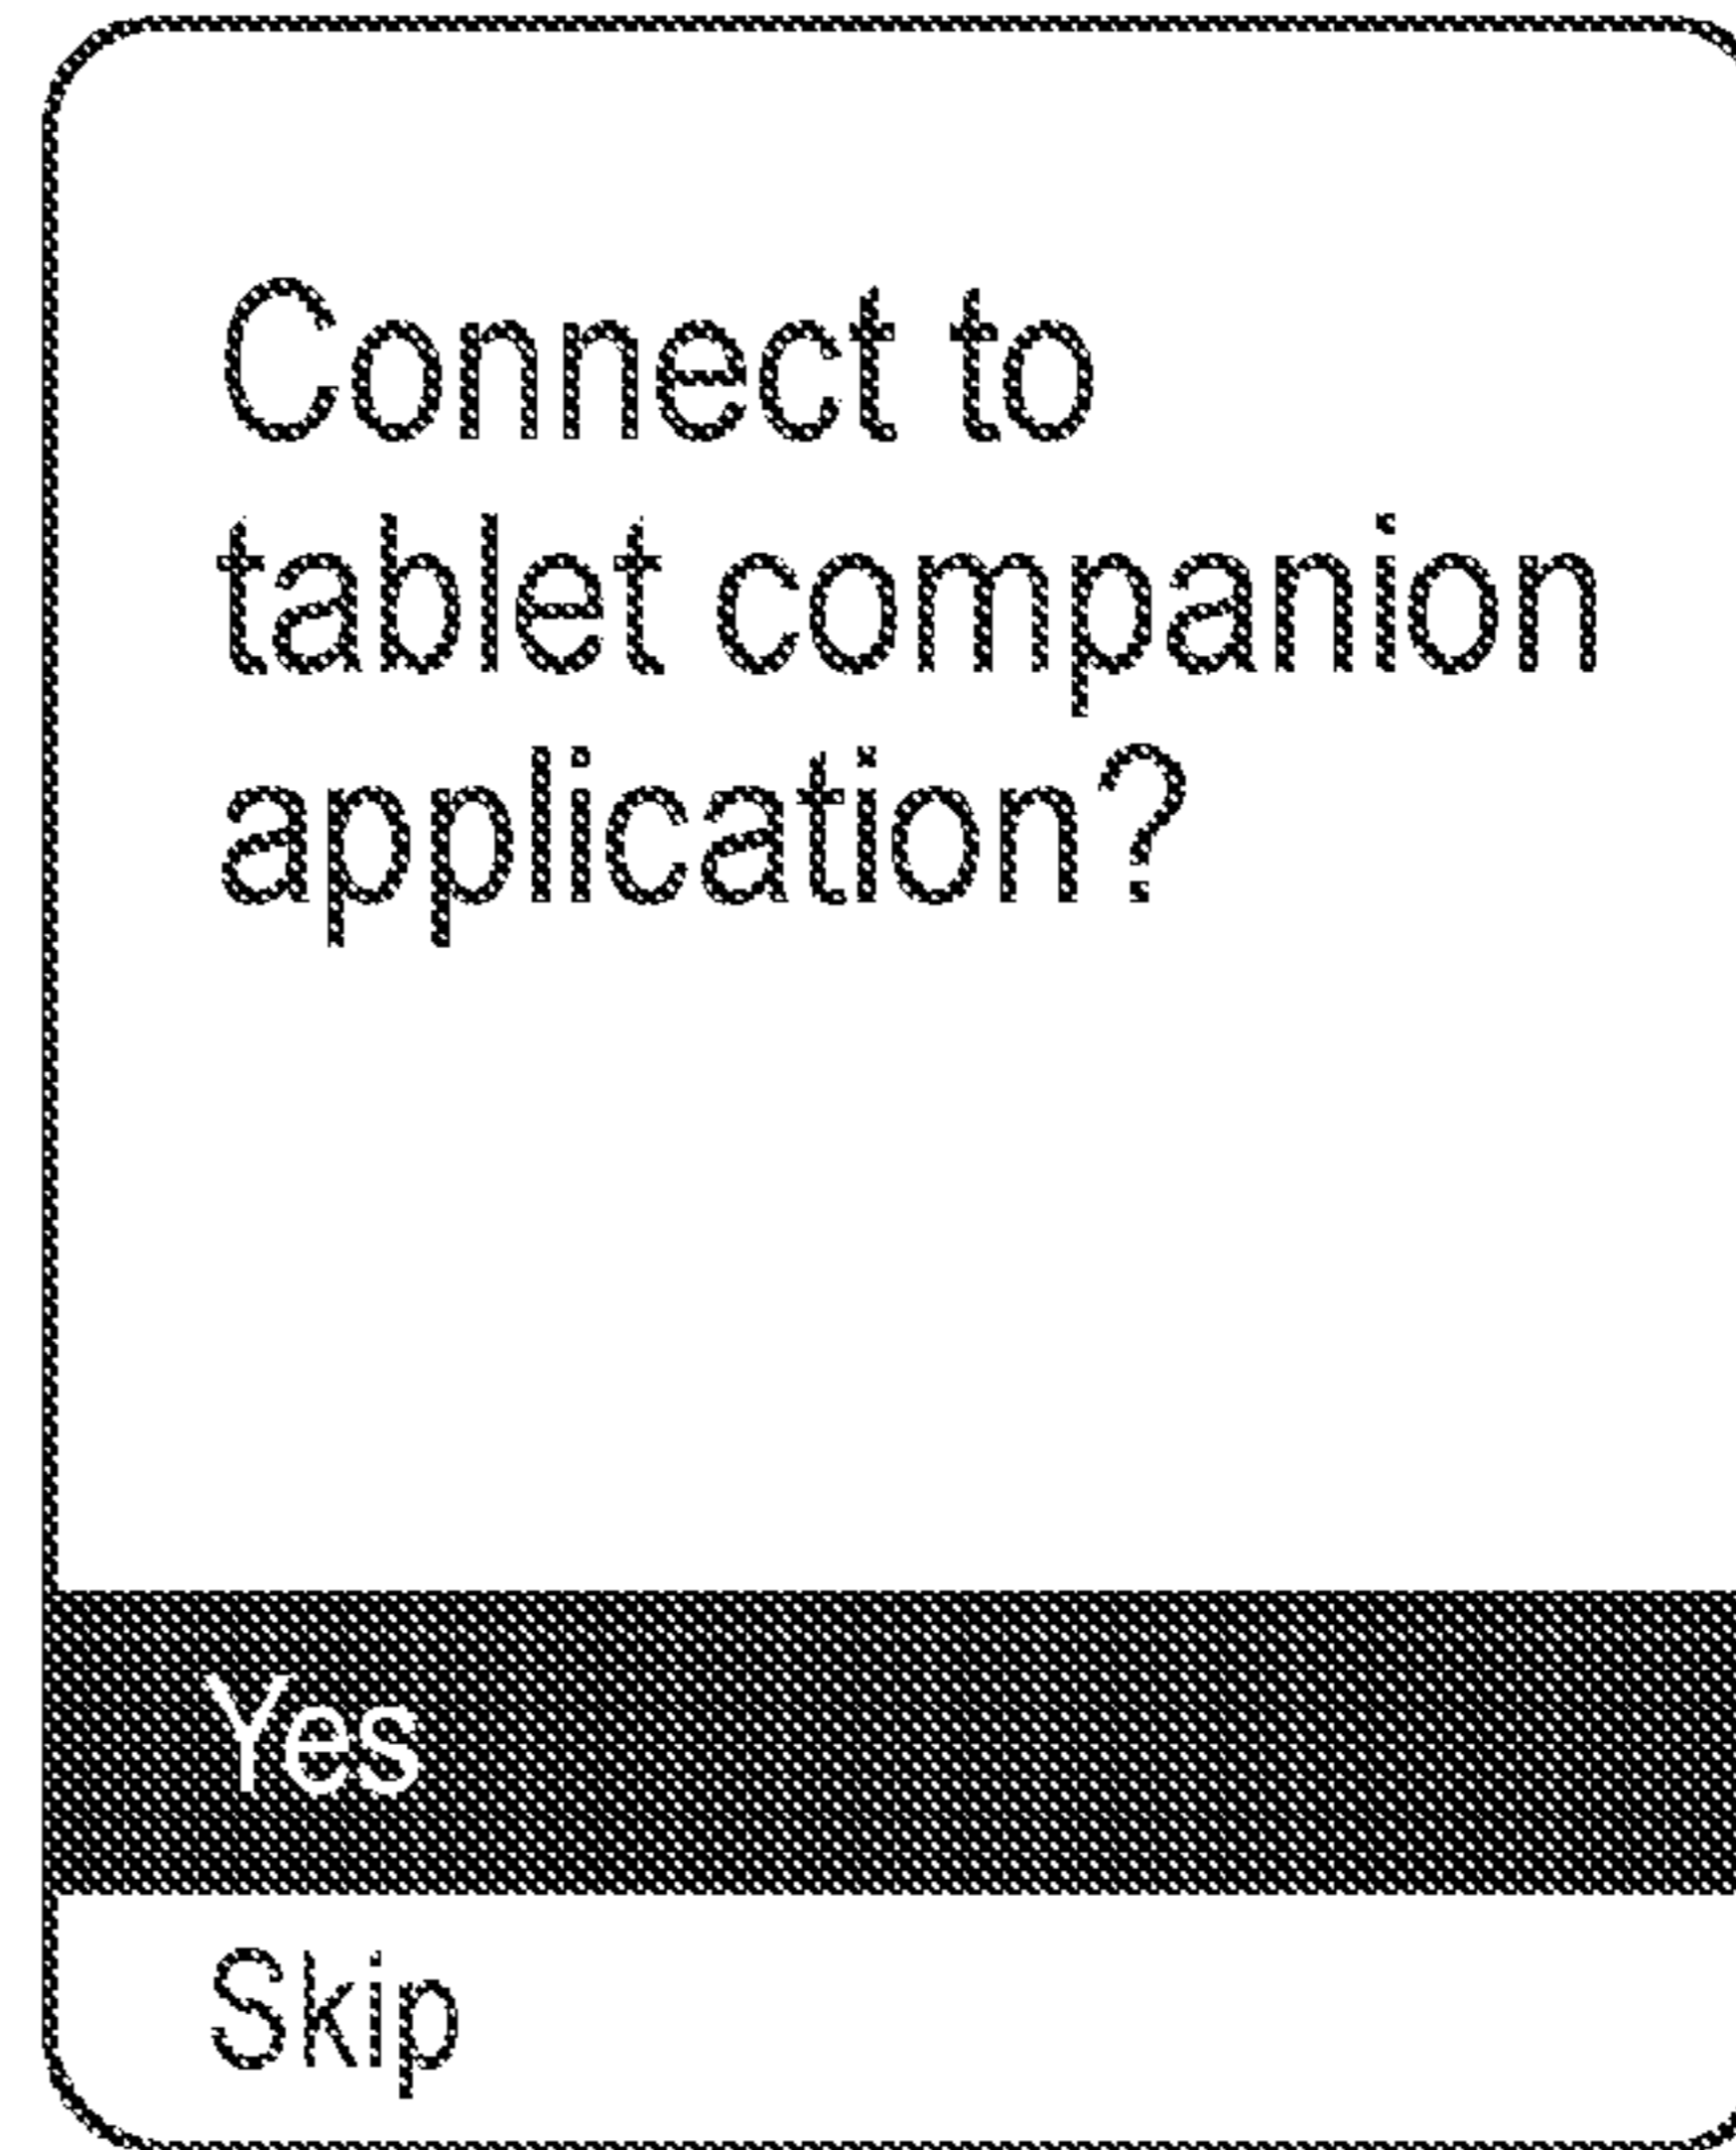 Connect to
tablet companion
application?
Yes
Skip